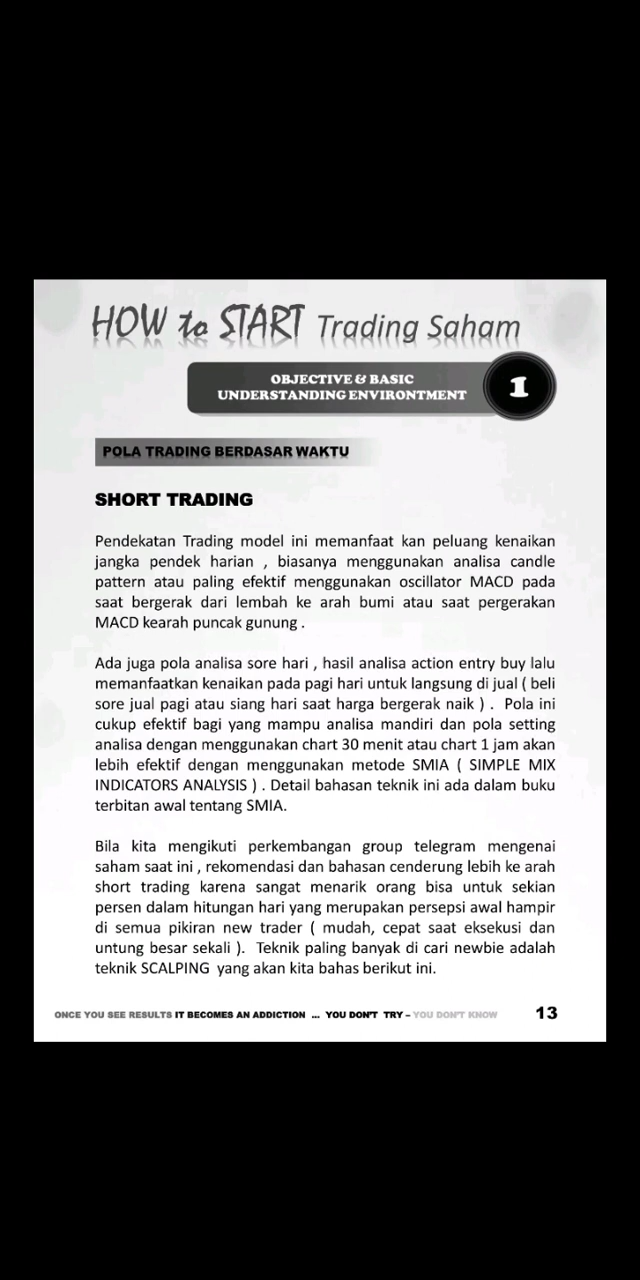 HOW to START Trading Saham
OBJECTIVE & BASIC
UNDERSTANDING ENVIRONTMENT
1
POLA TRADING BERDASAR WAKTU
SHORT TRADING
Pendekatan Trading model ini memanfaat kan peluang kenaikan
jangka pendek harian , biasanya menggunakan analisa candle
pattern atau paling efektif menggunakan oscillator MACD pada
saat bergerak dari lembah ke arah bumi atau saat pergerakan
MACD kearah puncak gunung .
Ada juga pola analisa sore hari , hasil analisa action entry buy lalu
memanfaatkan kenaikan pada pagi hari untuk langsung di jual ( beli
sore jual pagi atau siang hari saat harga bergerak naik ) . Pola ini
cukup efektif bagi yang mampu analisa mandiri dan pola setting
analisa dengan menggunakan chart 30 menit atau chart 1 jam akan
lebih efektif dengan menggunakan metode SMIA ( SIMPLE MIX
INDICATORS ANALYSIS ) . Detail bahasan teknik ini ada dalam buku
terbitan awal tentang SMIA.
Bila kita mengikuti perkembangan group telegram mengenai
saham saat ini , rekomendasi dan bahasan cenderung lebih ke arah
short trading karena sangat menarik orang bisa untuk sekian
persen dalam hitungan hari yang merupakan persepsi awal hampir
di semua pikiran new trader ( mudah, cepat saat eksekusi dan
untung besar sekali ). Teknik paling banyak di cari newbie adalah
teknik SCALPING yang akan kita bahas berikut ini.
ONCE YOU SEE RESULTS IT BECOMES AN ADDICTION ... YOU DON'T TRY – YOU DON'T KNOW
13